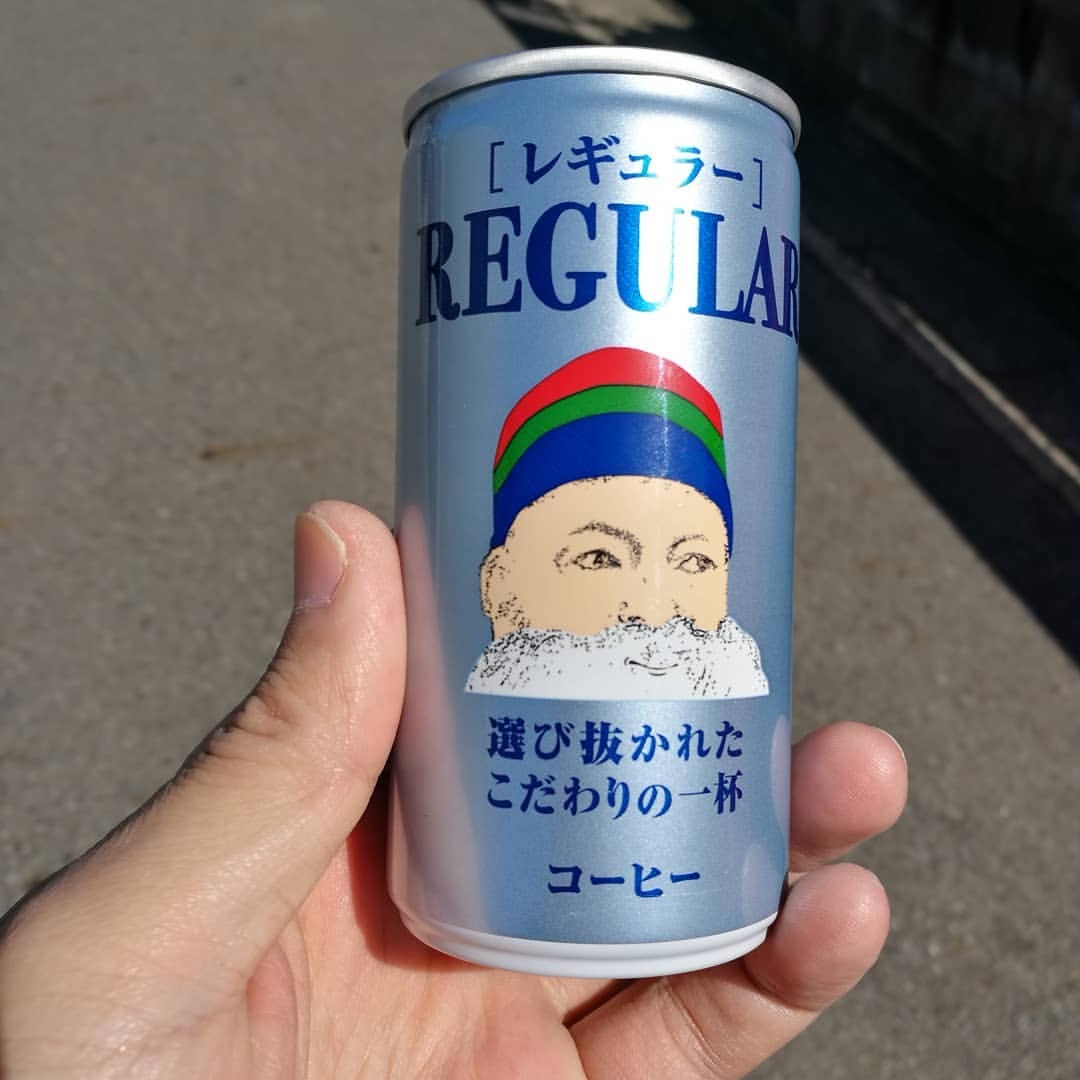 [レギュラー]
REGULAR
選び抜かれた
こだわりの一杯
コーヒー